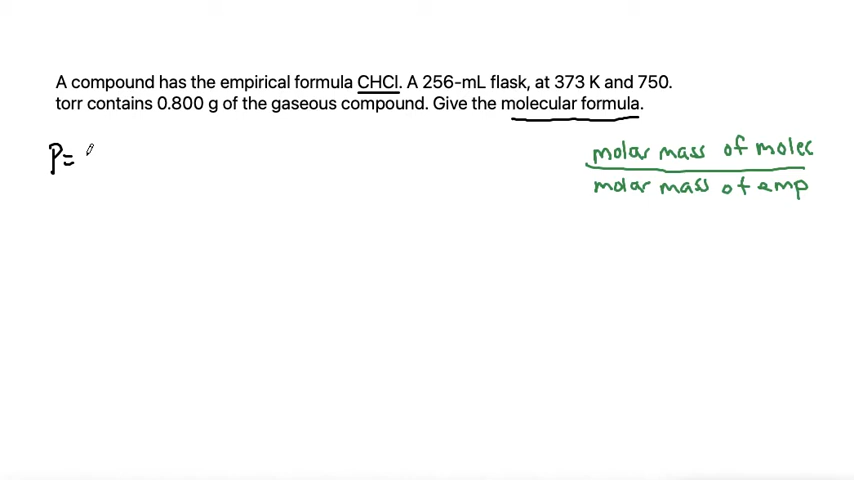 A compound has the empirical formula CHCl. A 256-mL flask, at 373 K and 750.
torr contains 0.800 g of the gaseous compound. Give the molecular formula.
P=
molar mass of molec
molar mass of emp